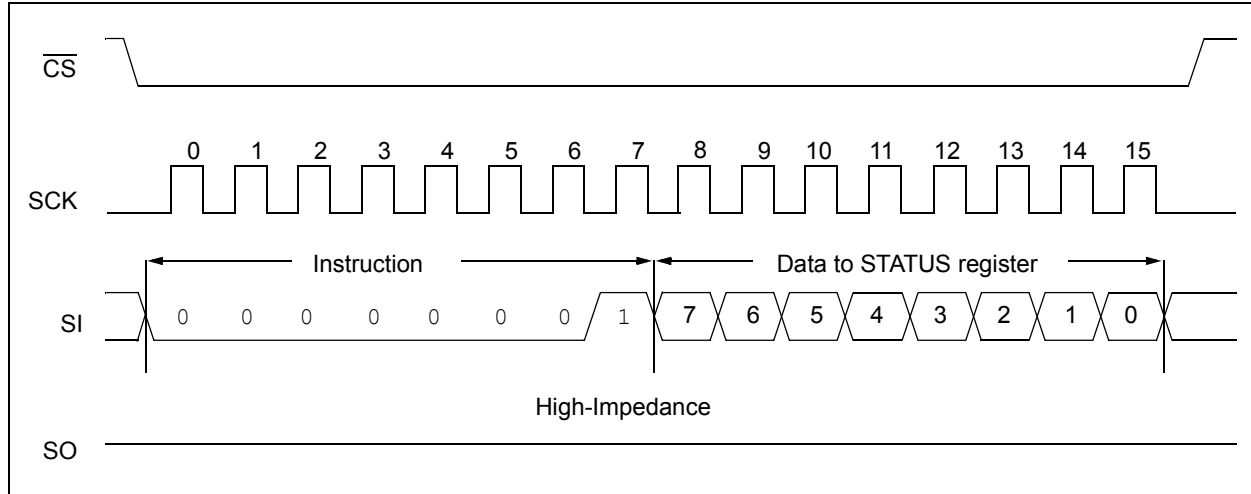 CS
0 1 2 3 4 5 6 7 8 9 10 11 12 13 14 15
SCK
Instruction Data to STATUS register
SI 0 0 0 0 0 0 0 1 7 6 5 4 3 2 1 0
High-Impedance
SO